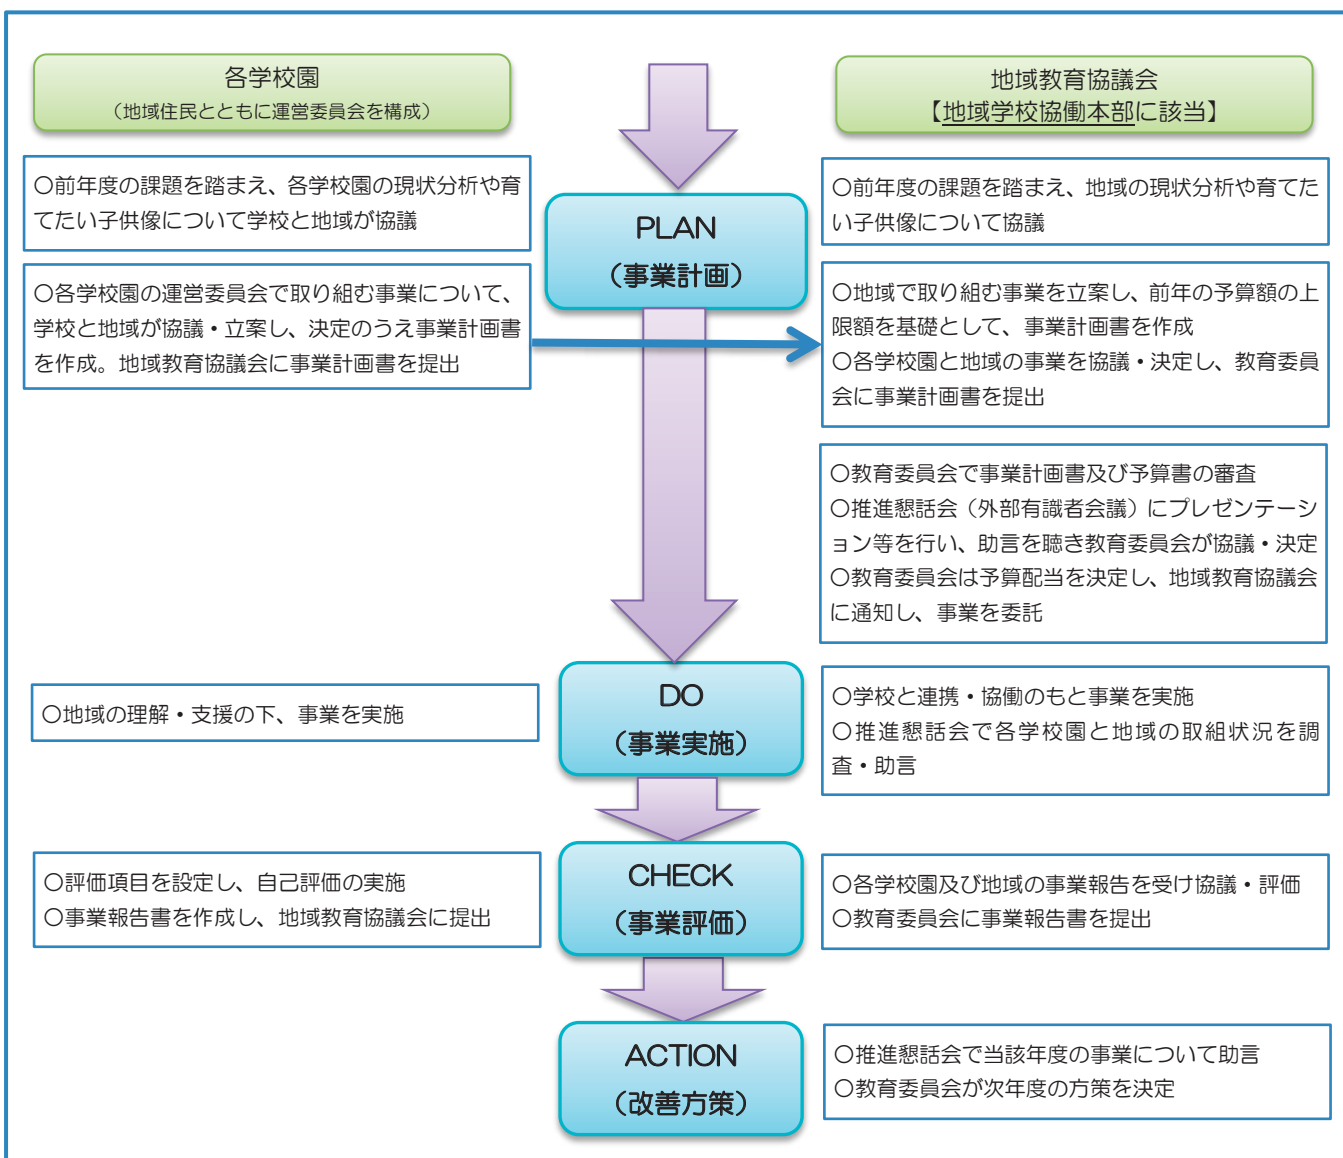 各学校園
（地域住民とともに運営委員会を構成）
地域教育協議会
【地域学校協働本部に該当】
〇前年度の課題を踏まえ、各学校園の現状分析や育
てたい子供像について学校と地域が協議
PLAN
（事業計画）
〇前年度の課題を踏まえ、地域の現状分析や育てた
い子供像について協議
〇各学校園の運営委員会で取り組む事業について、
学校と地域が協議・立案し、決定のうえ事業計画書
を作成。地域教育協議会に事業計画書を提出
〇地域で取り組む事業を立案し、前年の予算額の上
限額を基礎として、事業計画書を作成
〇各学校園と地域の事業を協議・決定し、教育委員
会に事業計画書を提出
〇教育委員会で事業計画書及び予算書の審査
〇推進懇話会（外部有識者会議）にプレゼンテーシ
ョン等を行い、助言を聴き教育委員会が協議・決定
〇教育委員会は予算配当を決定し、地域教育協議会
に通知し、事業を委託
〇地域の理解・支援の下、事業を実施
DO
（事業実施）
〇学校と連携・協働のもと事業を実施
〇推進懇話会で各学校園と地域の取組状況を調
査・助言
〇評価項目を設定し、自己評価の実施
〇事業報告書を作成し、地域教育協議会に提出
CHECK
（事業評価）
〇各学校園及び地域の事業報告を受け協議・評価
〇教育委員会に事業報告書を提出
ACTION
（改善方策）
〇推進懇話会で当該年度の事業について助言
〇教育委員会が次年度の方策を決定